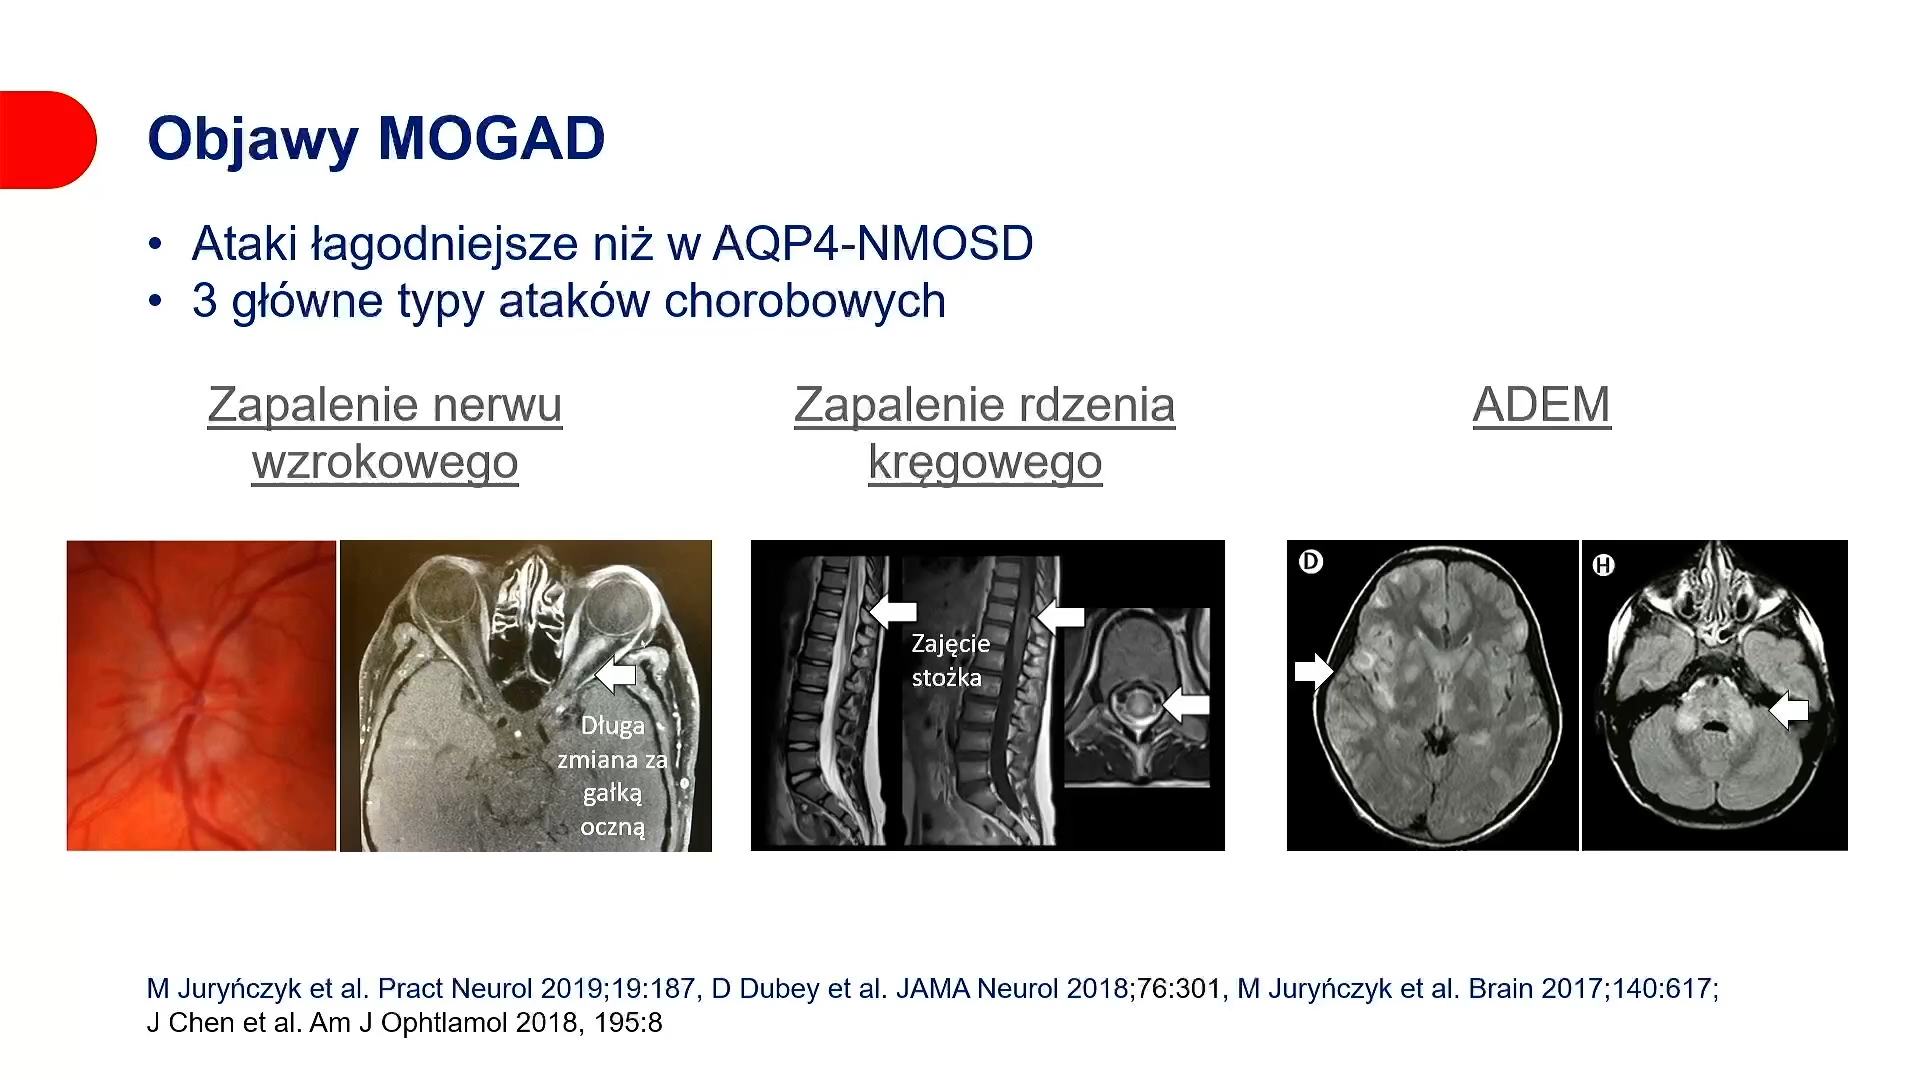 Objawy MOGAD
• Ataki łagodniejsze niż w AQP4-NMOSD
• 3 główne typy ataków chorobowych
Zapalenie nerwu
wzrokowego
Zapalenie rdzenia
kręgowego
ADEM
Długa
zmiana za
gałką
oczną
Zajęcie
stożka
D
H
M Juryńczyk et al. Pract Neurol 2019;19:187, D Dubey et al. JAMA Neurol 2018;76:301, M Juryńczyk et al. Brain 2017;140:617;
J Chen et al. Am J Ophtlamol 2018, 195:8